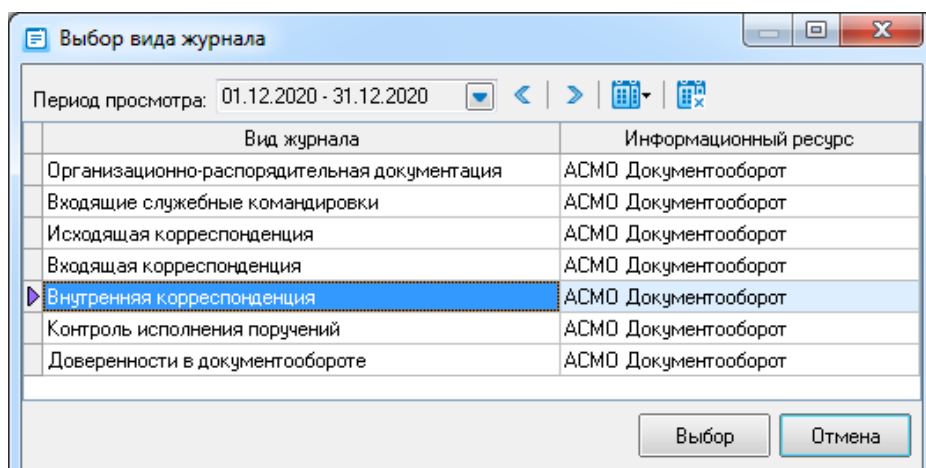 Выбор вида журнала
Период просмотра: 01.12.2020 - 31.12.2020
Вид журнала Информационный ресурс
Организационно-распорядительная документация АСМО Документооборот
Входящие служебные командировки АСМО Документооборот
Исходящая корреспонденция АСМО Документооборот
Входящая корреспонденция АСМО Документооборот
Внутренняя корреспонденция АСМО Документооборот
Контроль исполнения поручений АСМО Документооборот
Доверенности в документообороте АСМО Документооборот
Выбор Отмена